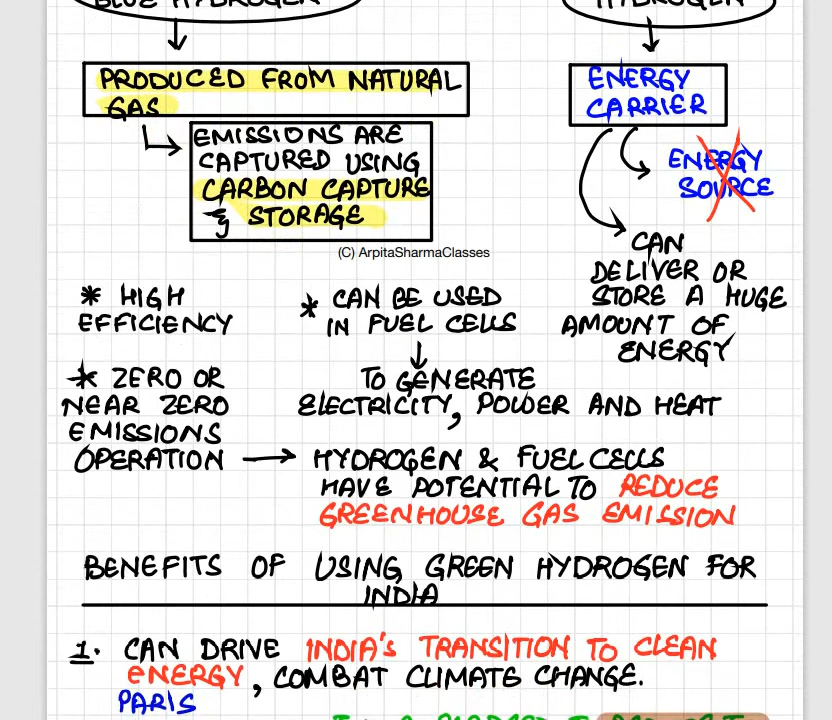 BLUE HYDROGEN
PRODUCED FROM NATURAL
GAS
EMISSIONS ARE
CAPTURED USING
CARBON CAPTURE
& STORAGE
HYDROGEN
ENERGY
CARRIER
ENERGY
SOURCE
CAN
DELIVER OR
STORE A HUGE
AMOUNT OF
ENERGY
(C) ArpitaSharmaClasses
* HIGH
EFFICIENCY
* CAN BE USED
IN FUEL CELLS
TO GENERATE
ELECTRICITY, POWER AND HEAT
* ZERO OR
NEAR ZERO
EMISSIONS
OPERATION → HYDROGEN & FUEL CELLS
HAVE POTENTIAL TO REDUCE
GREENHOUSE GAS EMISSION
BENEFITS OF USING GREEN HYDROGEN FOR
INDIA
1. CAN DRIVE INDIA'S TRANSITION TO CLEAN
ENERGY, COMBAT CLIMATE CHANGE.
PARIS